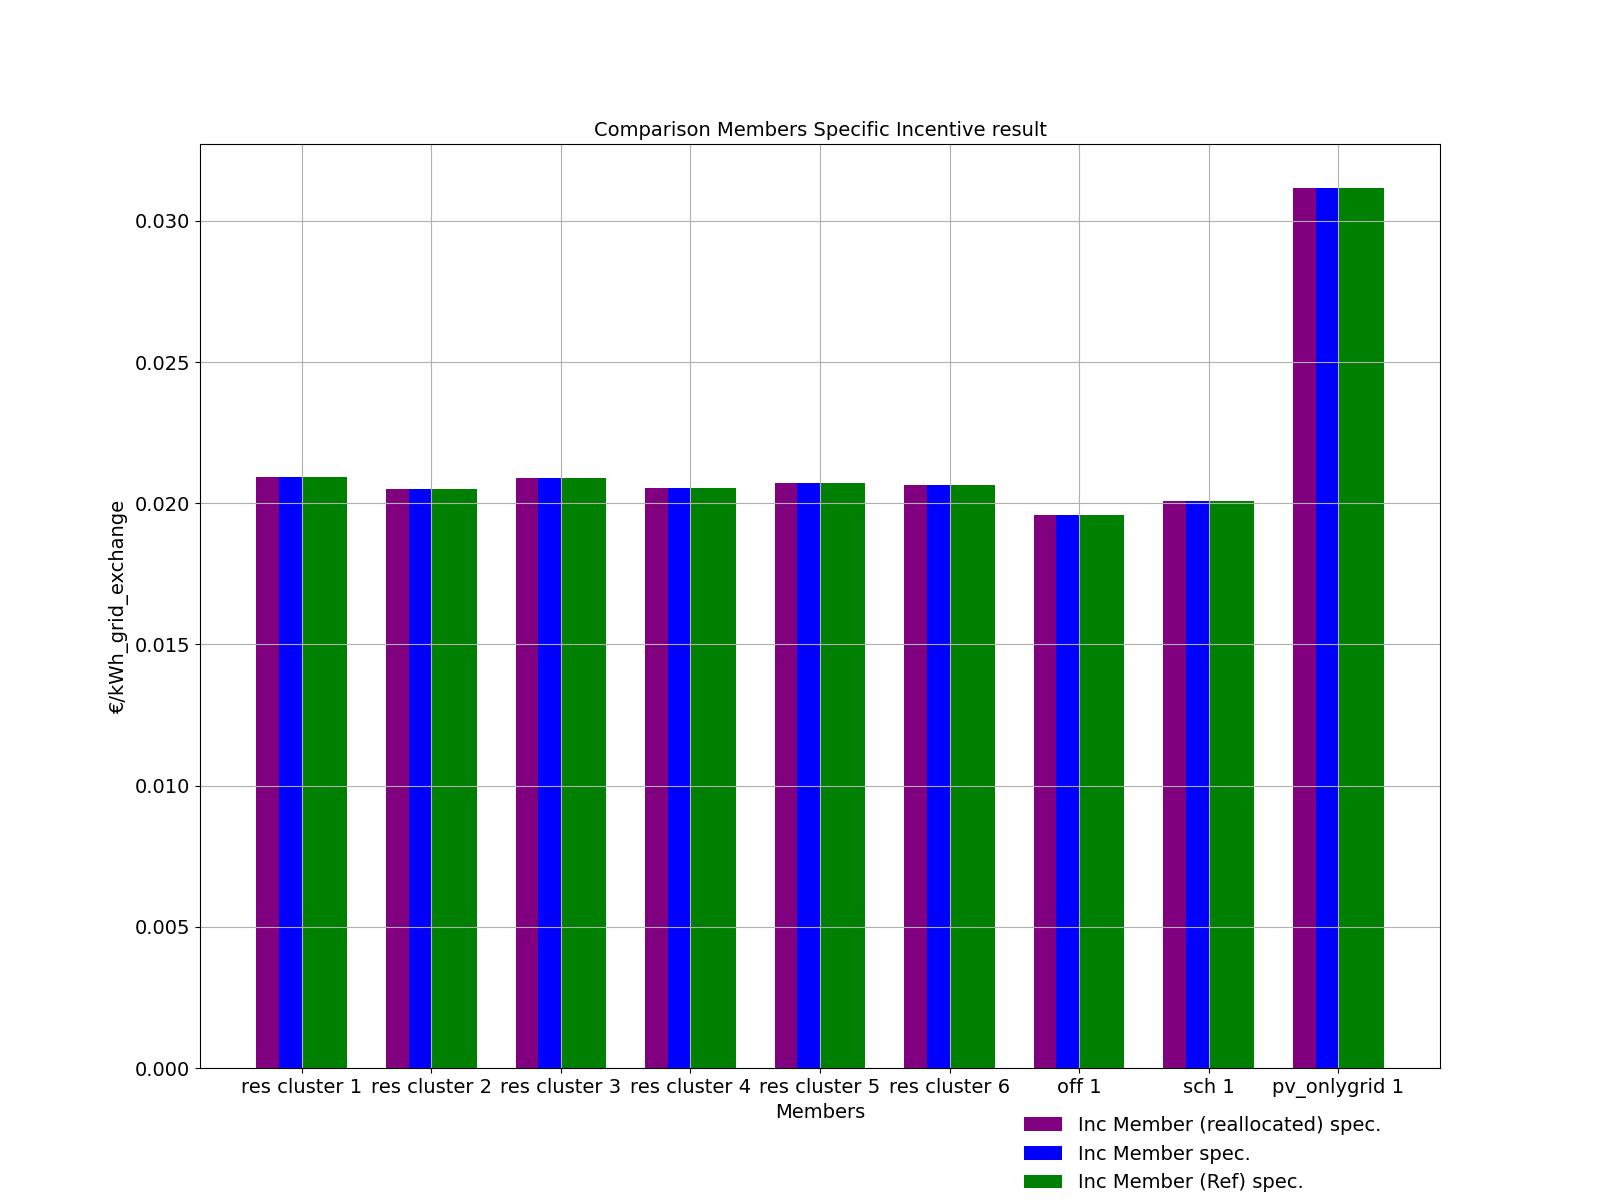 Comparison Members Specific Incentive result
0.030
0.025
0.020
0.015
0.010
0.005
0.000
€/kWh_grid_exchange
res cluster 1 res cluster 2 res cluster 3 res cluster 4 res cluster 5 res cluster 6 off 1 sch 1 pv_onlygrid 1
Members
Inc Member (reallocated) spec.
Inc Member spec.
Inc Member (Ref) spec.